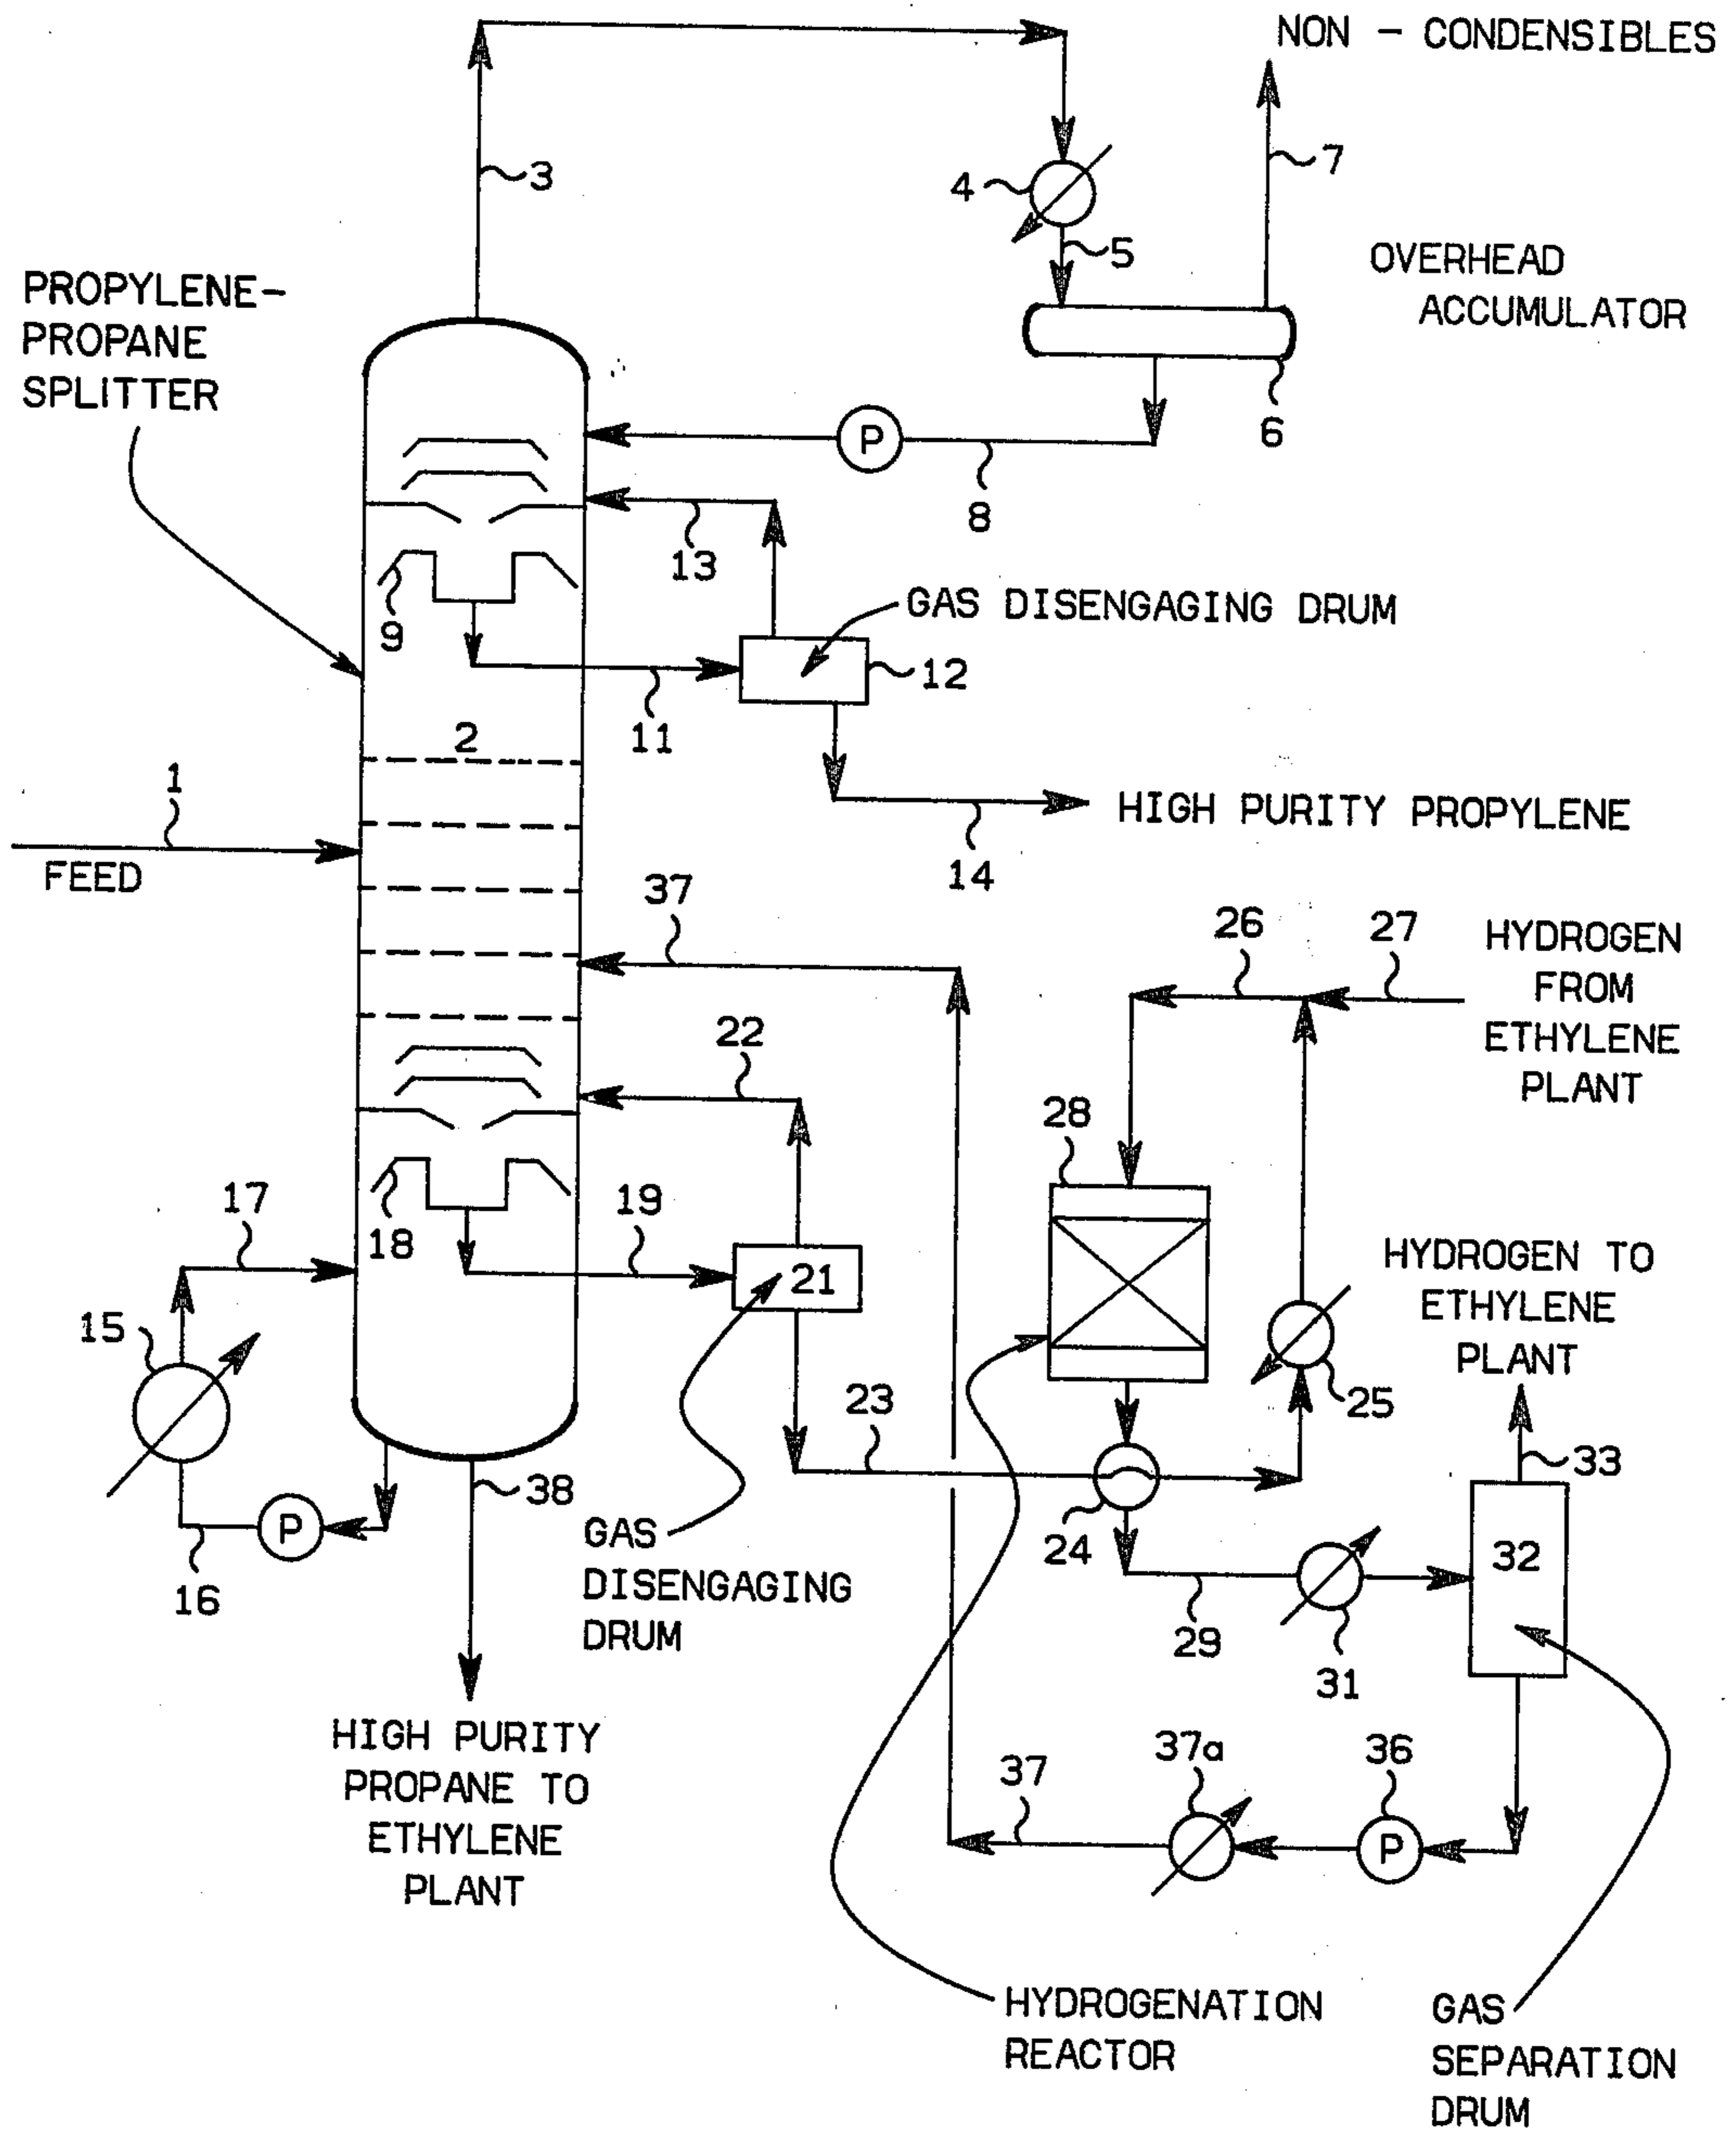 NON - CONDENSIBLES
3
4
7
5
OVERHEAD
ACCUMULATOR
6
PROPYLENE-
PROPANE
SPLITTER
P
8
13
9
GAS DISENGAGING DRUM
12
11
2
1
FEED
HIGH PURITY PROPYLENE
14
37
26
27
HYDROGEN
FROM
ETHYLENE
PLANT
22
28
17
18
19
21
HYDROGEN TO
ETHYLENE
PLANT
15
25
23
33
38
24
P
16
GAS
DISENGAGING
DRUM
32
29
31
HIGH PURITY
PROPANE TO
ETHYLENE
PLANT
37
37a
36
P
HYDROGENATION
REACTOR
GAS
SEPARATION
DRUM